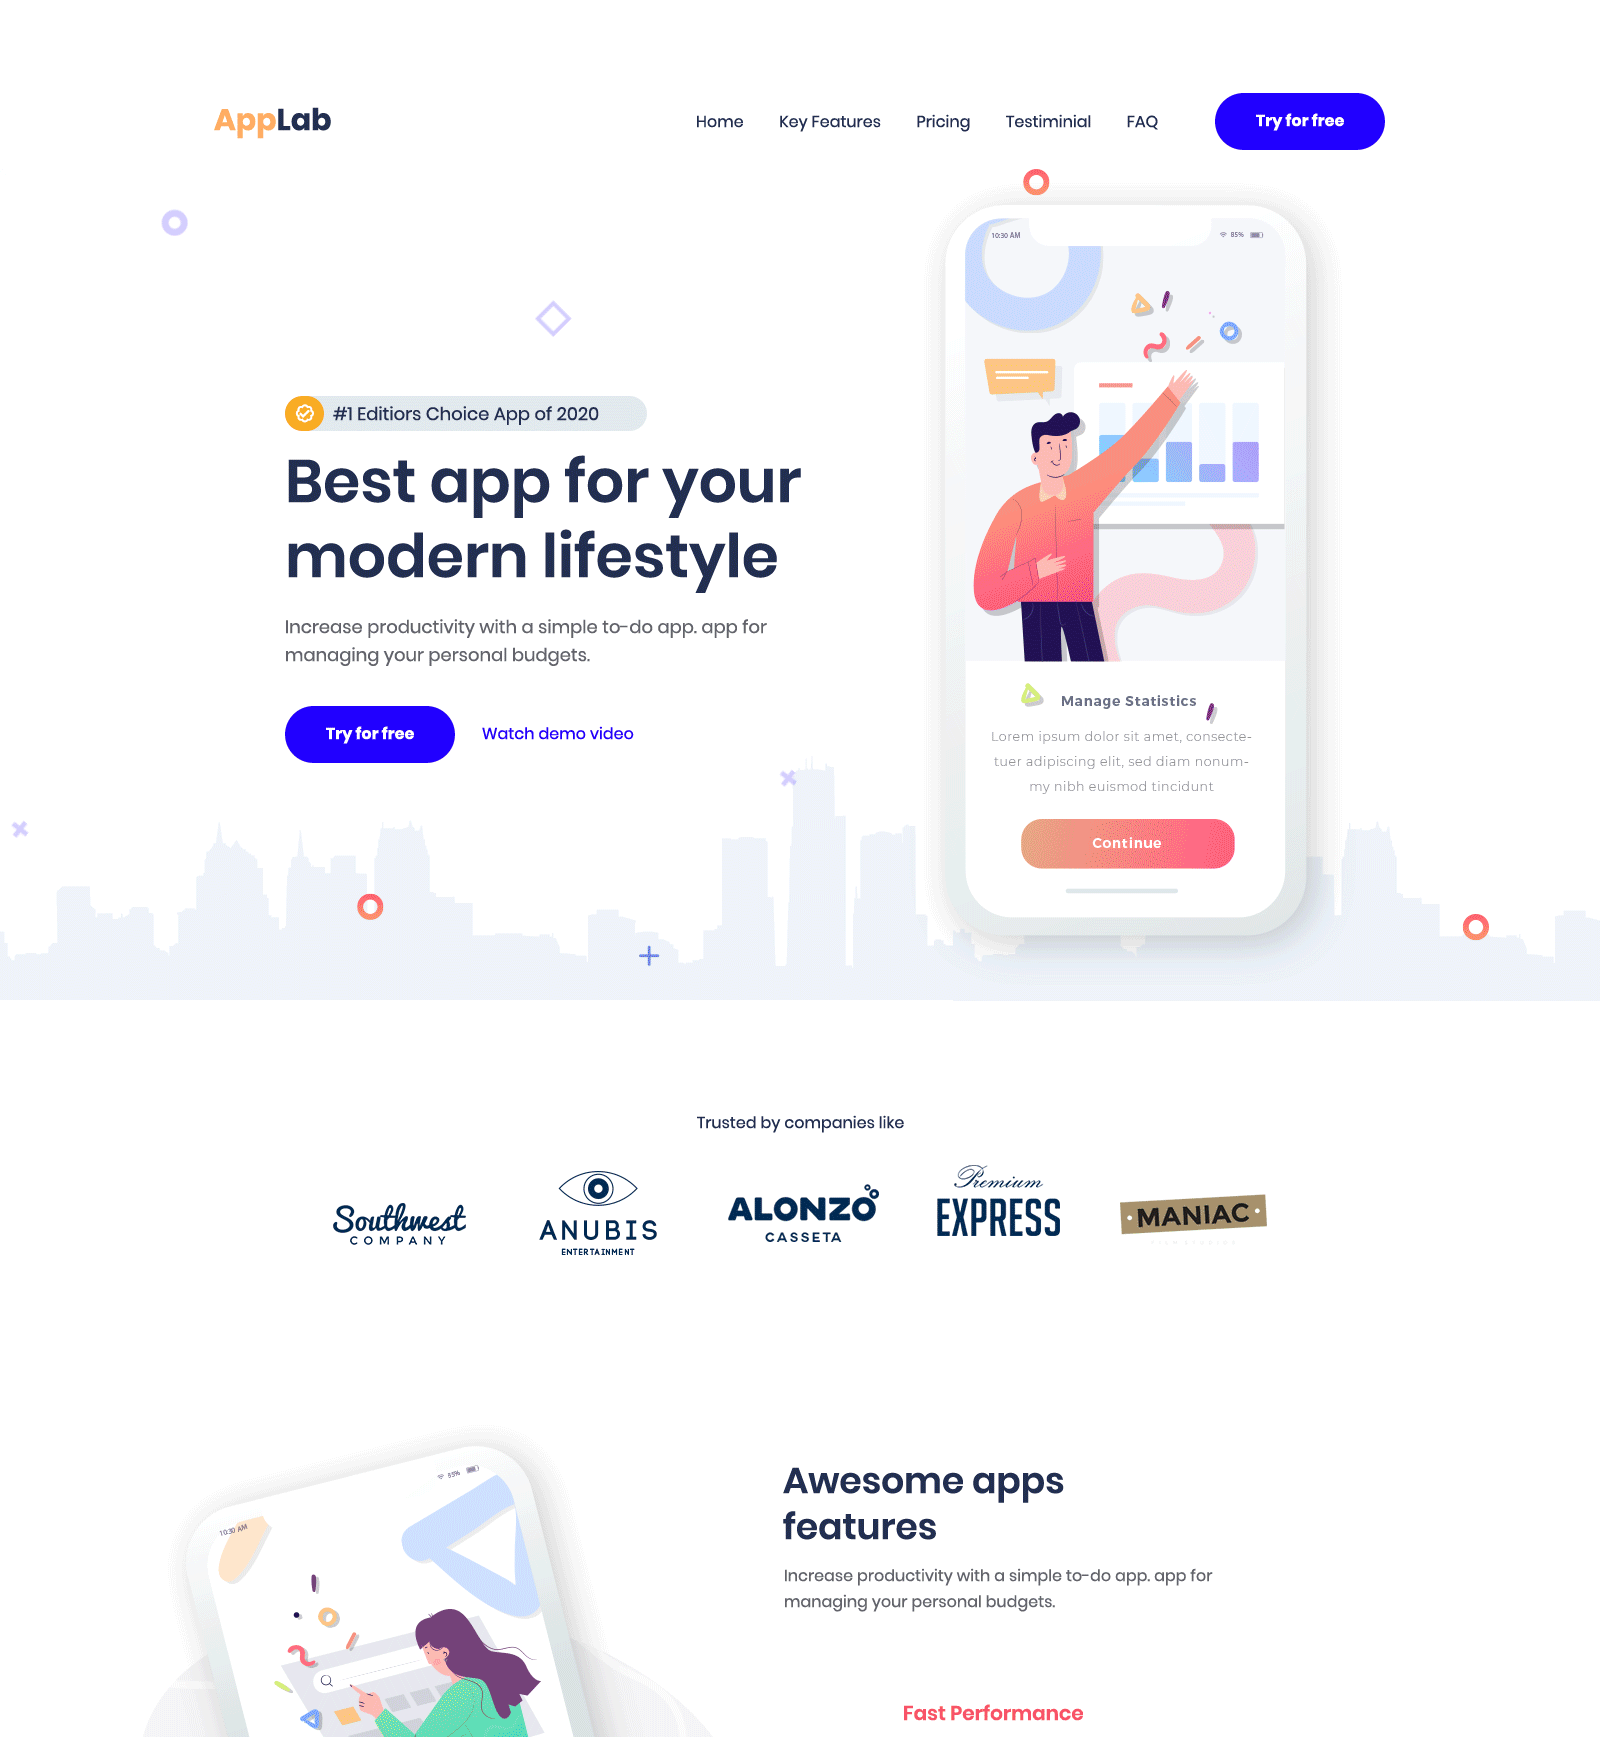 AppLab
Home Key Features Pricing Testiminial FAQ Try for free
10:30 AM 85%
#1 Editiors Choice App of 2020
Best app for your
modern lifestyle
Increase productivity with a simple to-do app. app for
managing your personal budgets.
Try for free Watch demo video
Manage Statistics
Lorem ipsum dolor sit amet, consecte-
tuer adipiscing elit, sed diam nonum-
my nibh euismod tincidunt
Continue
Trusted by companies like
Southwest
COMPANY
ANUBIS
ENTERTAINMENT
ALONZO
CASSETA
Premium
EXPRESS
MANIAC
10:30 AM 85%
Awesome apps
features
Increase productivity with a simple to-do app. app for
managing your personal budgets.
Fast Performance